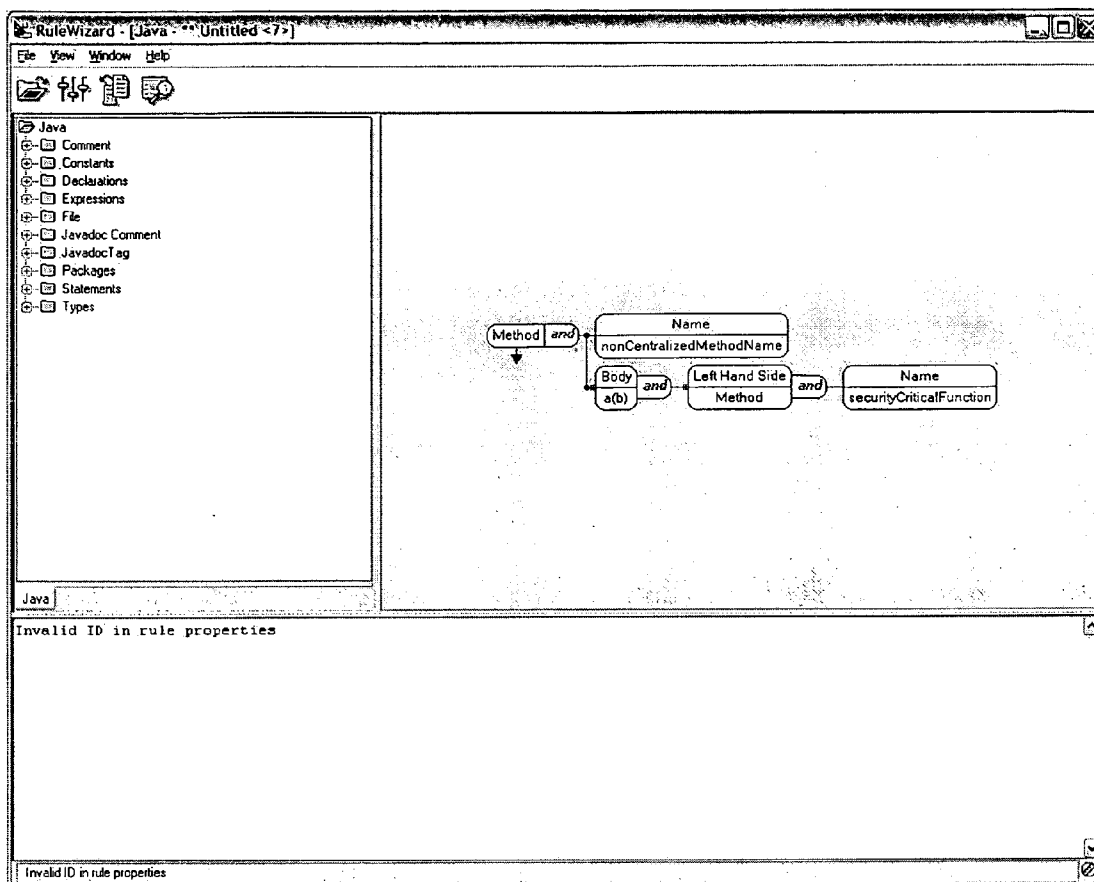 RuleWizard - [Java - ** Untitled <7>]
File View Window Help
Java
Comment
Constants
Declarations
Expressions
File
Javadoc Comment
JavadocTag
Packages
Statements
Types
Method and
Name
nonCentralizedMethodName
Body
a(b)
and
Left Hand Side
Method
and
Name
securityCriticalFunction
Java
Invalid ID in rule properties
Invalid ID in rule properties